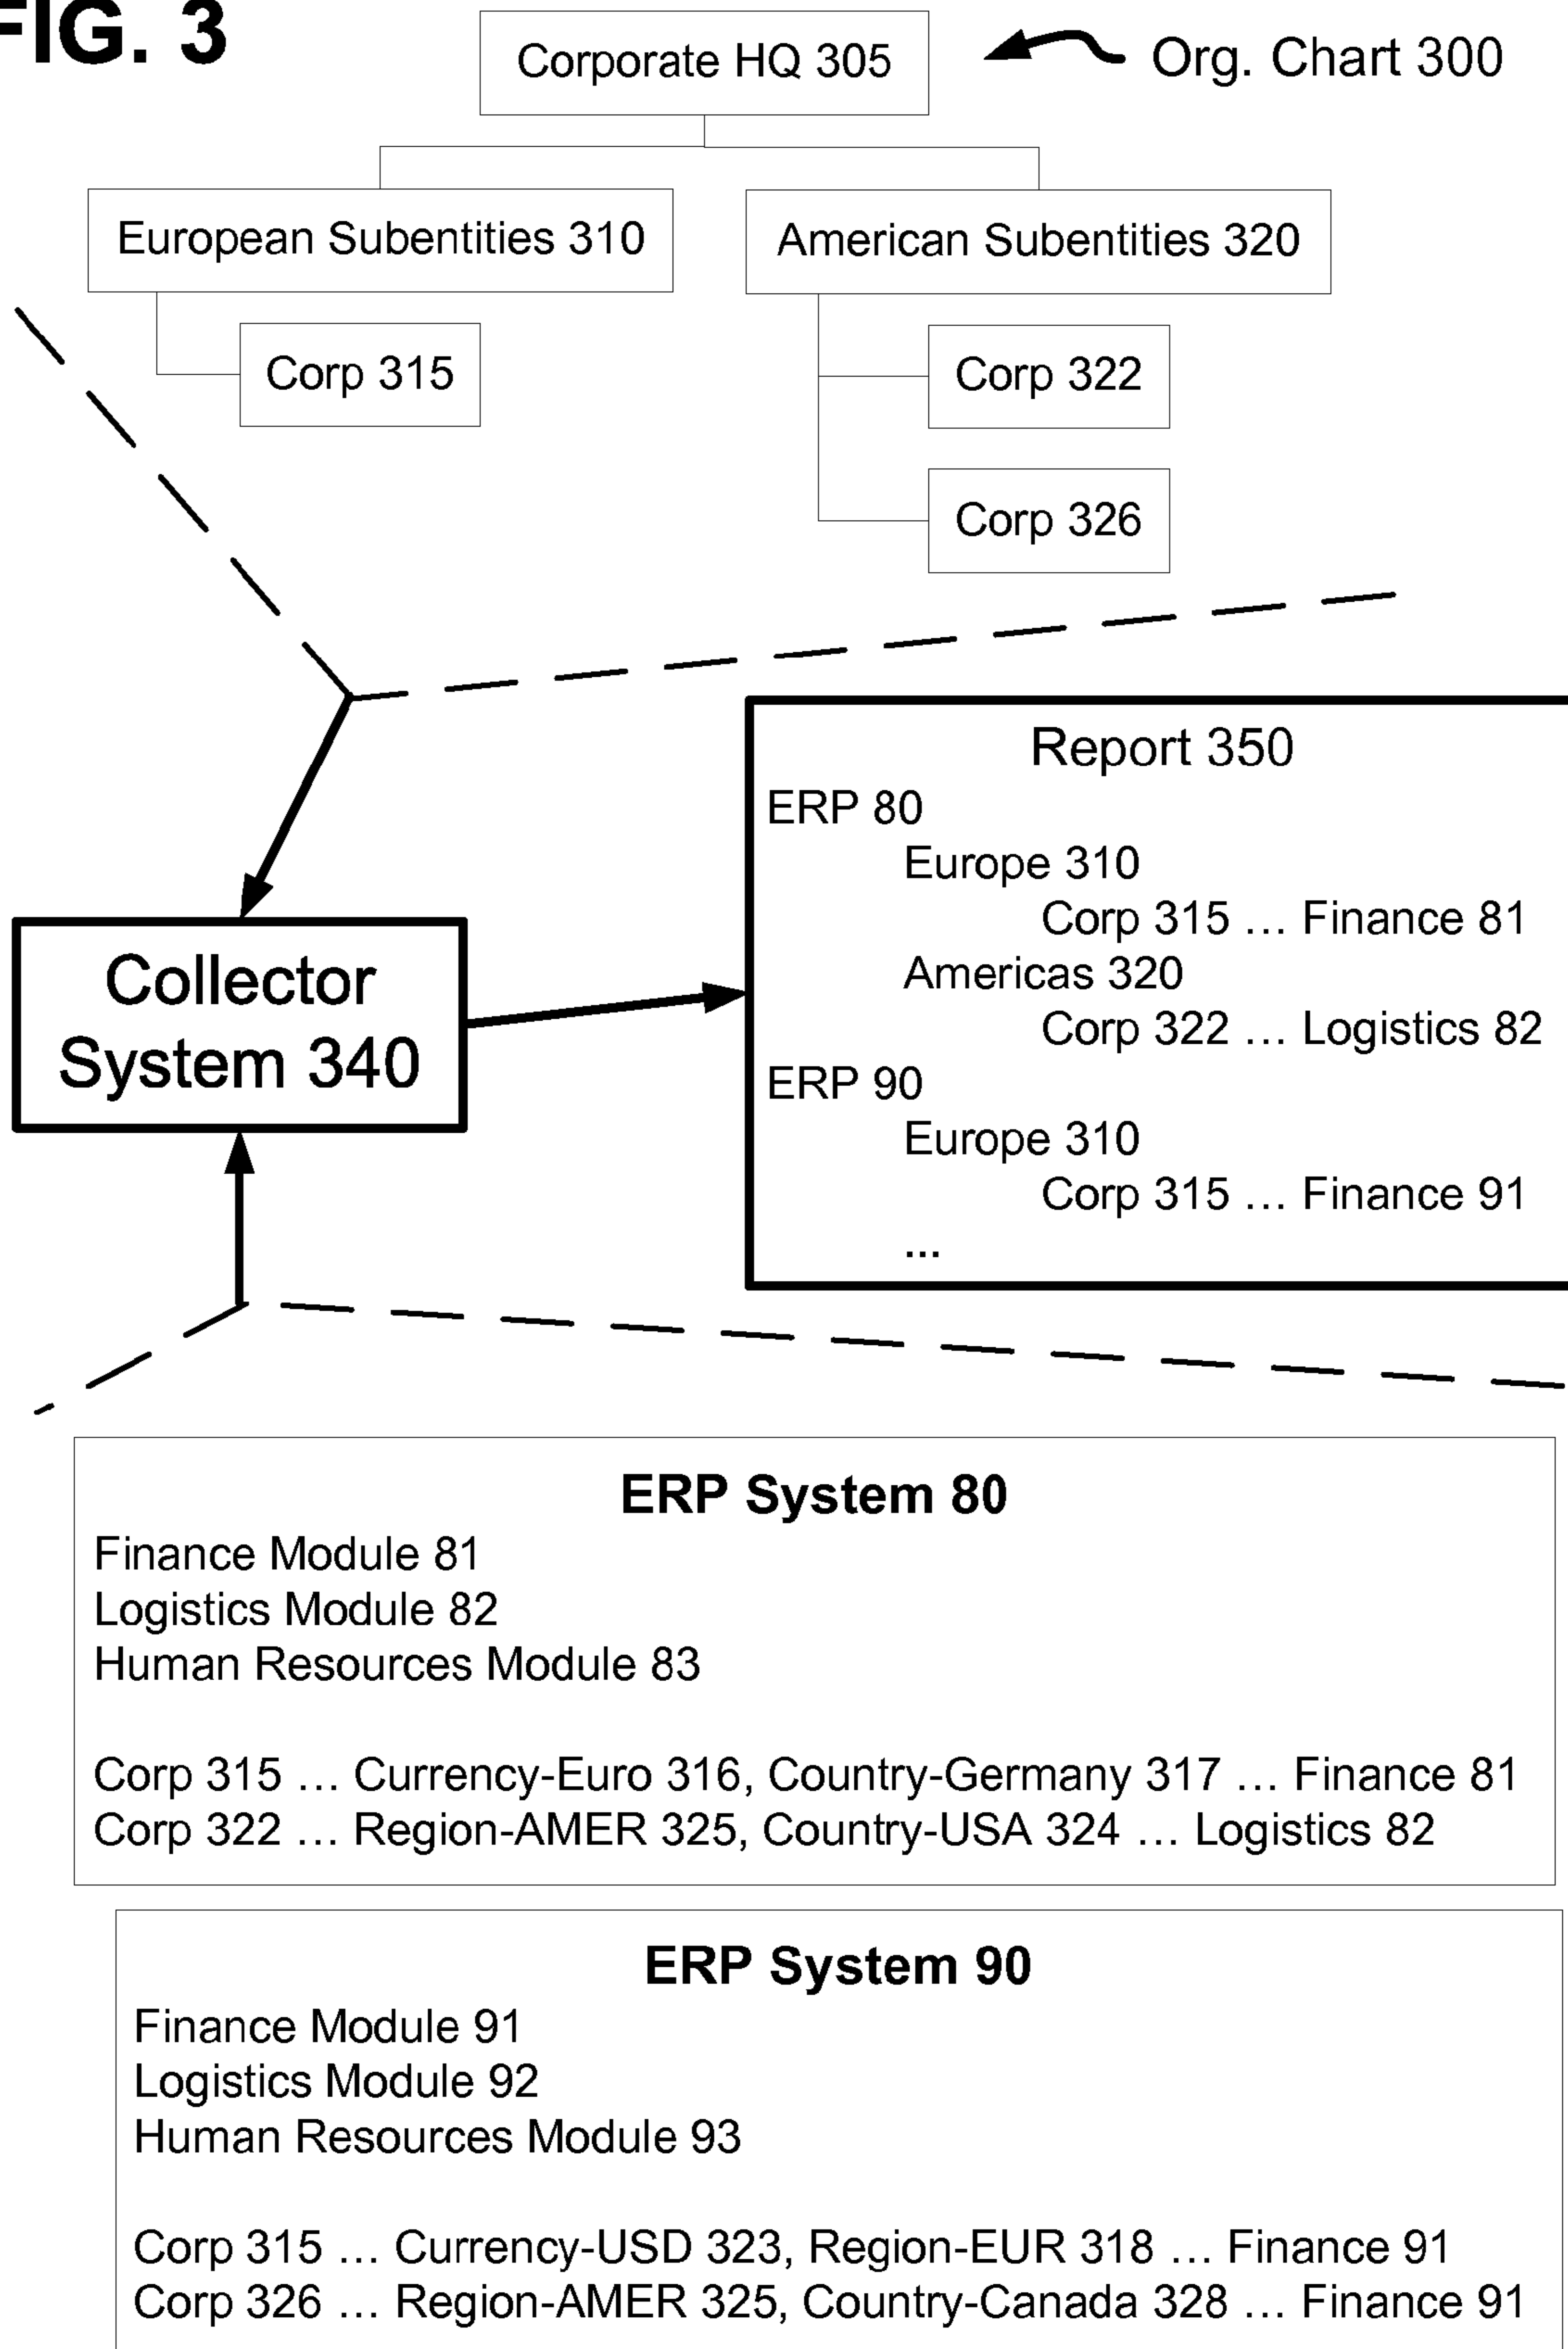 FIG. 3
Corporate HQ 305
Org. Chart 300
European Subentities 310
American Subentities 320
Corp 315
Corp 322
Corp 326
Report 350
ERP 80
Europe 310
Corp 315 … Finance 81
Americas 320
Corp 322 … Logistics 82
ERP 90
Europe 310
Corp 315 … Finance 91
...
Collector
System 340
ERP System 80
Finance Module 81
Logistics Module 82
Human Resources Module 83
Corp 315 … Currency-Euro 316, Country-Germany 317 … Finance 81
Corp 322 … Region-AMER 325, Country-USA 324 … Logistics 82
ERP System 90
Finance Module 91
Logistics Module 92
Human Resources Module 93
Corp 315 … Currency-USD 323, Region-EUR 318 … Finance 91
Corp 326 … Region-AMER 325, Country-Canada 328 … Finance 91